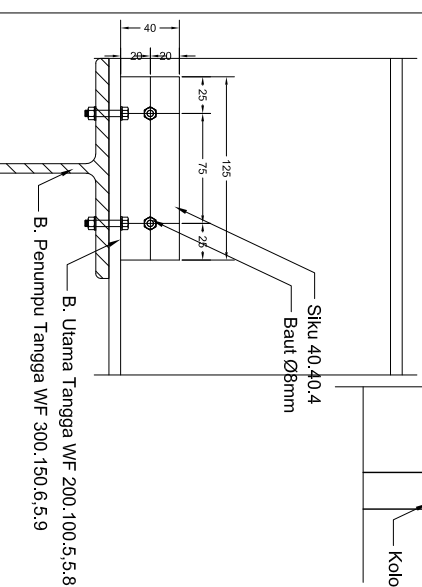 40
20
20
25
75
25
125
Siku 40.40.4
Baut Ø8mm
B. Utama Tangga WF 200.100.5,5.8
B. Penumpu Tangga WF 300.150.6,5.9
Kolo